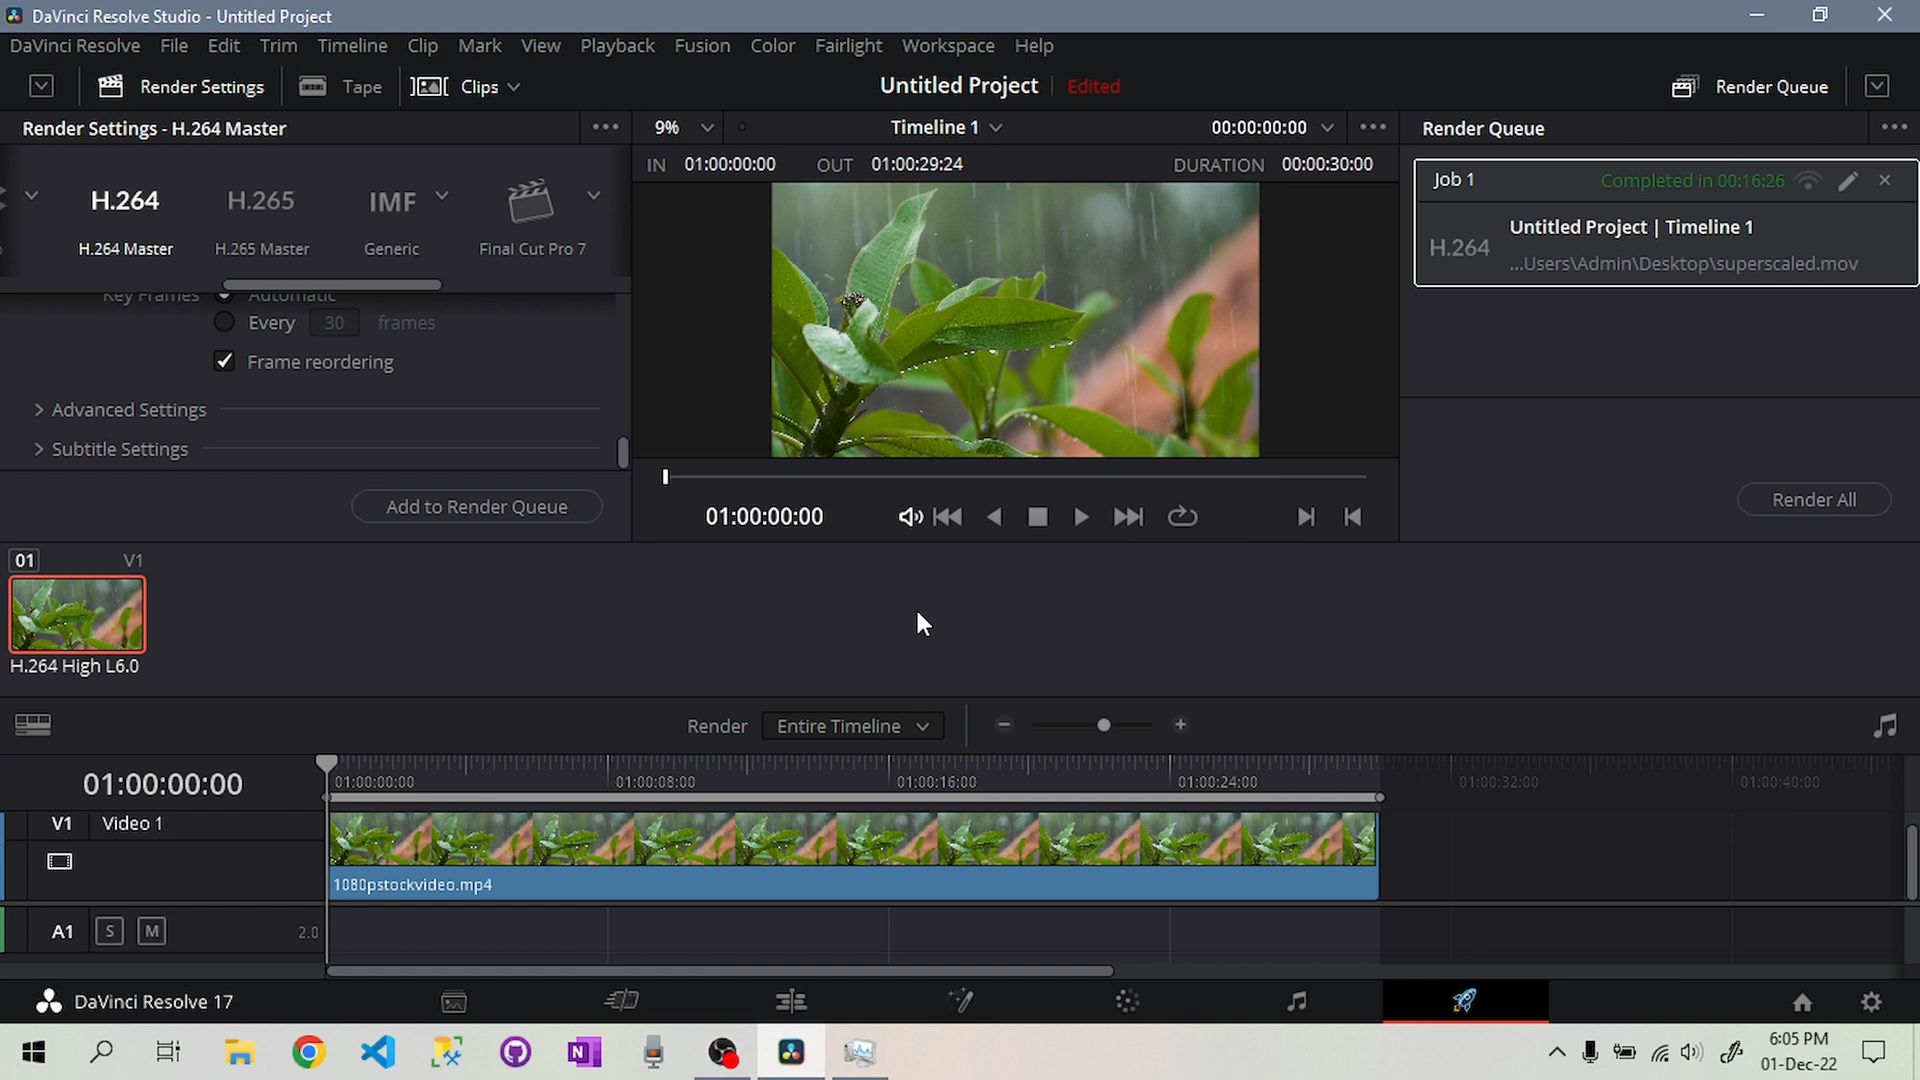 DaVinci Resolve Studio - Untitled Project
DaVinci Resolve File Edit Trim Timeline Clip Mark View Playback Fusion Color Fairlight Workspace Help
Render Settings Tape Clips Untitled Project Edited Render Queue
Render Settings - H.264 Master 9% Timeline 1 00:00:00:00 Render Queue
IN 01:00:00:00 OUT 01:00:29:24 DURATION 00:00:30:00
H.264 H.265 IMF
H.264 Master H.265 Master Generic Final Cut Pro 7
Job 1 Completed in 00:16:26
Untitled Project | Timeline 1
H.264
...Users\Admin\Desktop\superscaled.mov
Key Frames Automatic
Every 30 frames
Frame reordering
Advanced Settings
Subtitle Settings
Add to Render Queue 01:00:00:00 Render All
01 V1
H.264 High L6.0
Render Entire Timeline
01:00:00:00 01:00:00:00 01:00:08:00 01:00:16:00 01:00:24:00 01:00:32:00 01:00:40:00
V1 Video 1
1080pstockvideo.mp4
A1 S M 2.0
DaVinci Resolve 17
6:05 PM
01-Dec-22